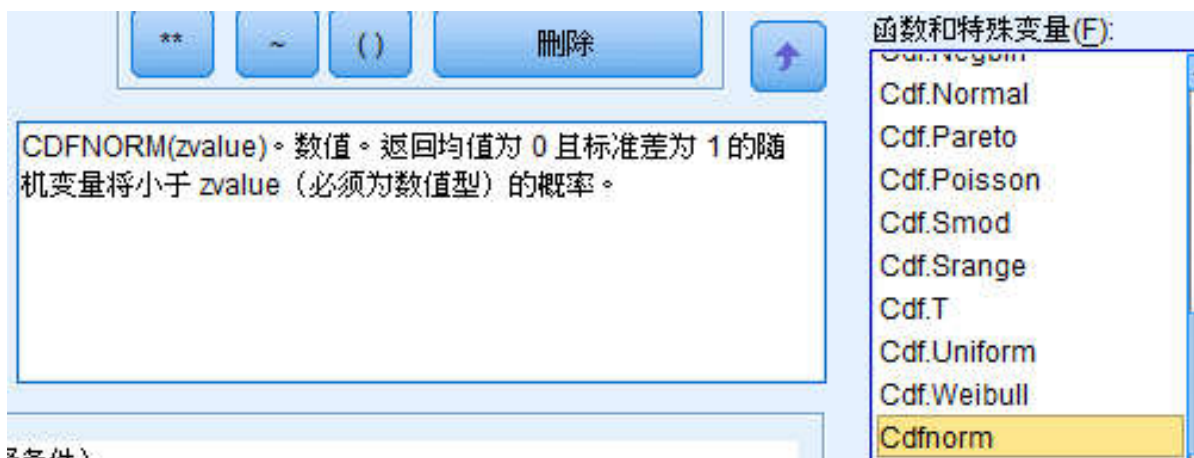 ** ~ () 删除
函数和特殊变量(F):
Cdf.Negbin
Cdf.Normal
Cdf.Pareto
Cdf.Poisson
Cdf.Smod
Cdf.Srange
Cdf.T
Cdf.Uniform
Cdf.Weibull
Cdfnorm
CDFNORM(zvalue)。数值。返回均值为 0 且标准差为 1 的随
机变量将小于 zvalue（必须为数值型）的概率。